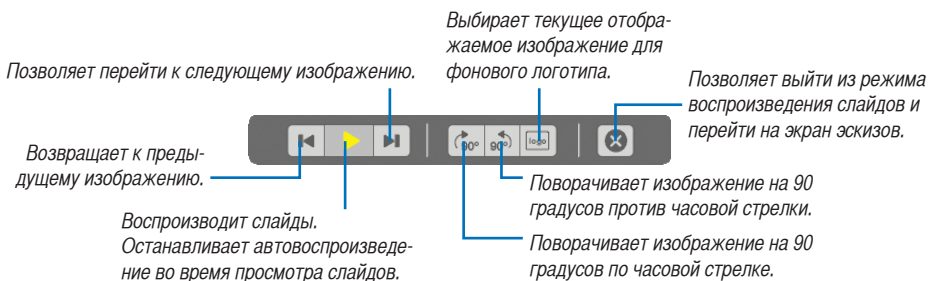 Выбирает текущее отобра-
жаемое изображение для
фонового логотипа.
Позволяет перейти к следующему изображению.
Позволяет выйти из режима
воспроизведения слайдов и
перейти на экран эскизов.
90°
90°
logo
Возвращает к преды-
дущему изображению.
Воспроизводит слайды.
Останавливает автовоспроизведе-
ние во время просмотра слайдов.
Поворачивает изображение на 90
градусов против часовой стрелки.
Поворачивает изображение на 90
градусов по часовой стрелке.